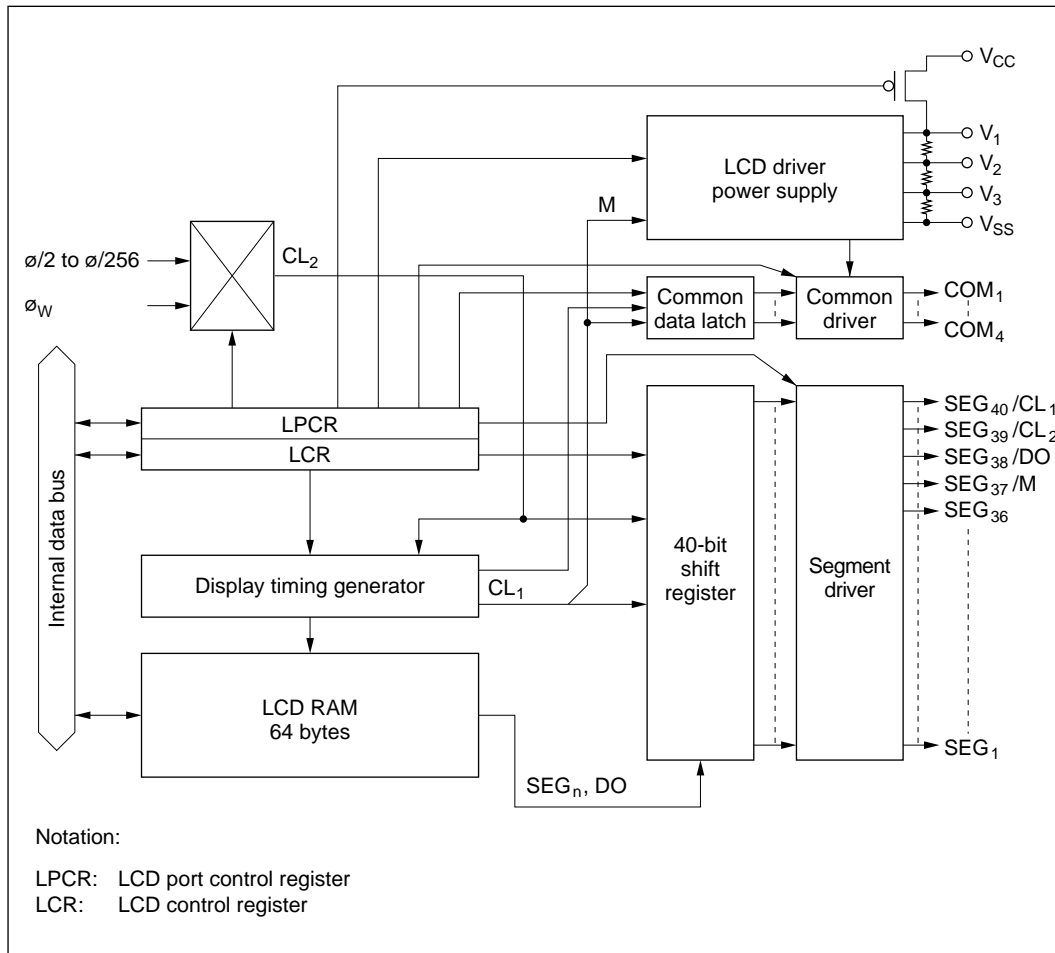 V_CC
V_1
LCD driver
power supply
V_2
V_3
M
V_SS
ø/2 to ø/256
CL_2
ø_W
Common
data latch
Common
driver
COM_1
COM_4
Internal data bus
LPCR
LCR
SEG_40/CL_1
SEG_39/CL_2
SEG_38/DO
SEG_37/M
SEG_36
40-bit
shift
register
Segment
driver
Display timing generator
CL_1
LCD RAM
64 bytes
SEG_1
SEG_n, DO
Notation:
LPCR: LCD port control register
LCR: LCD control register